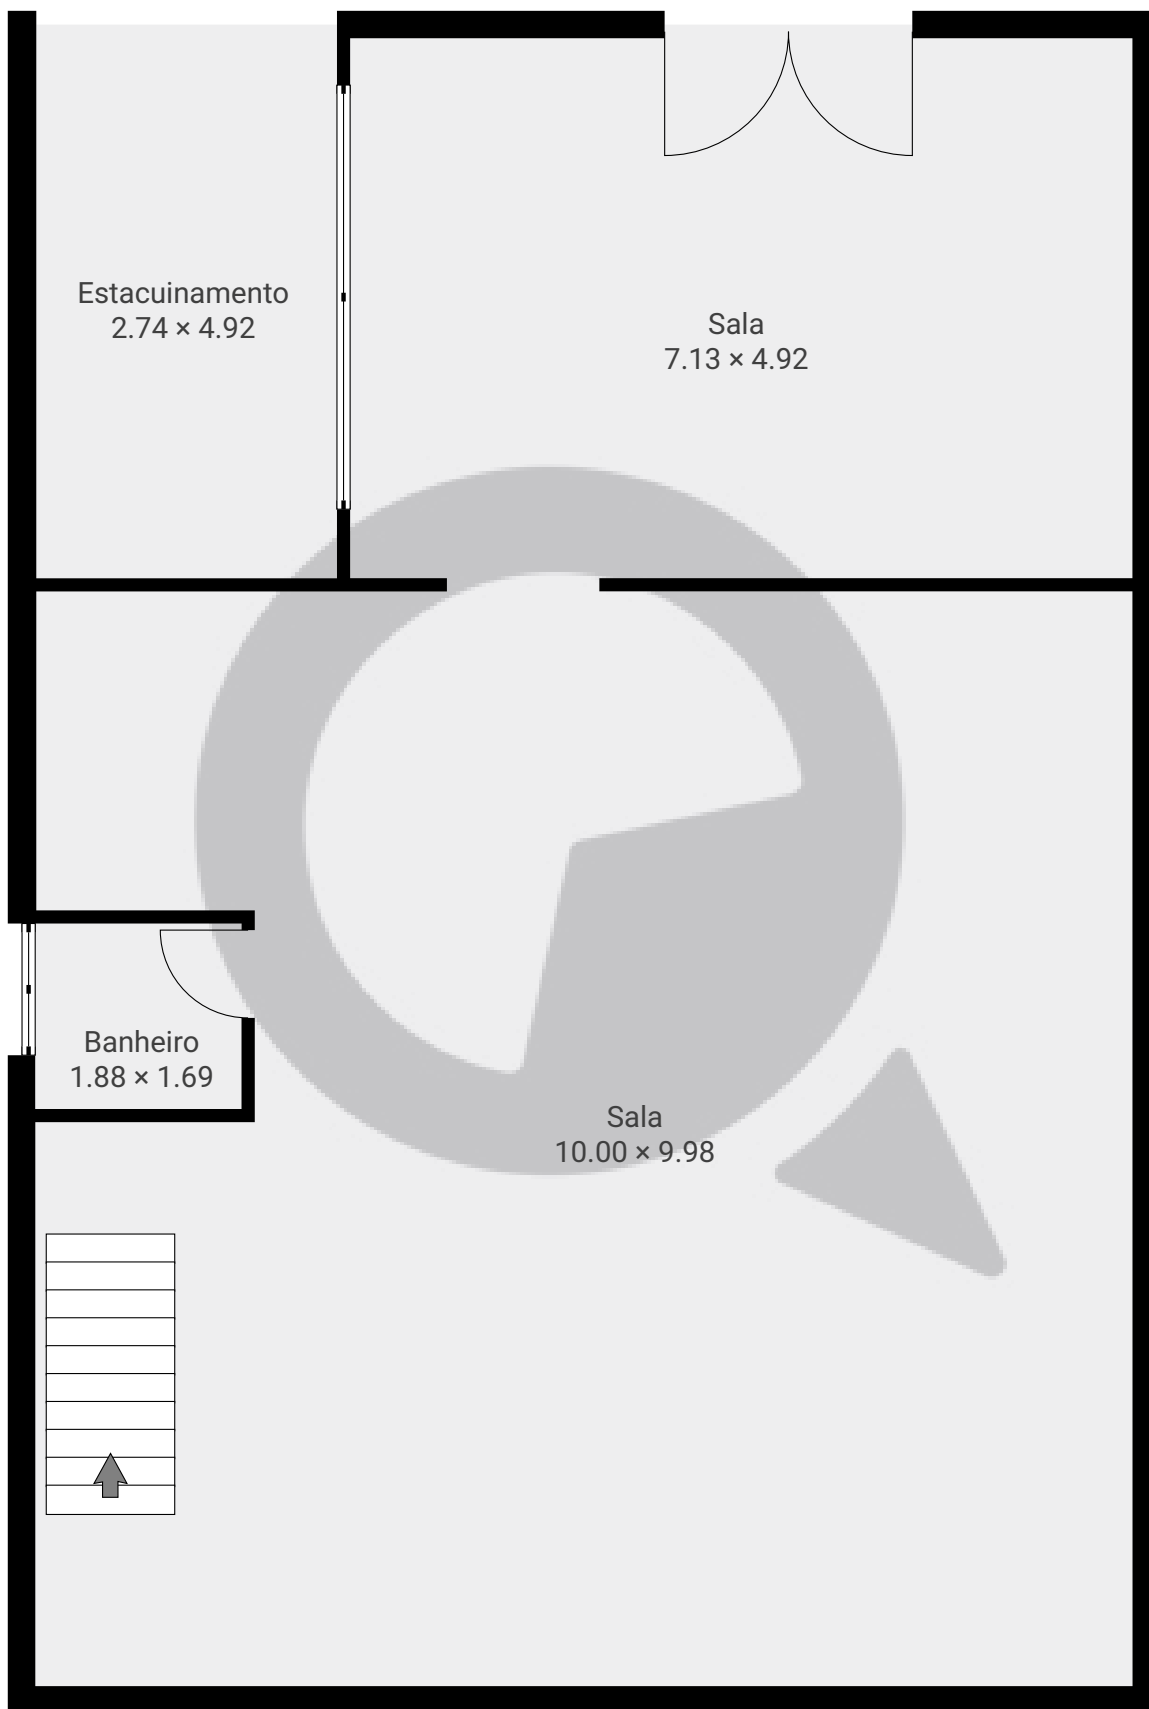 Estacuinamento
2.74 × 4.92
Sala
7.13 × 4.92
Banheiro
1.88 × 1.69
Sala
10.00 × 9.98